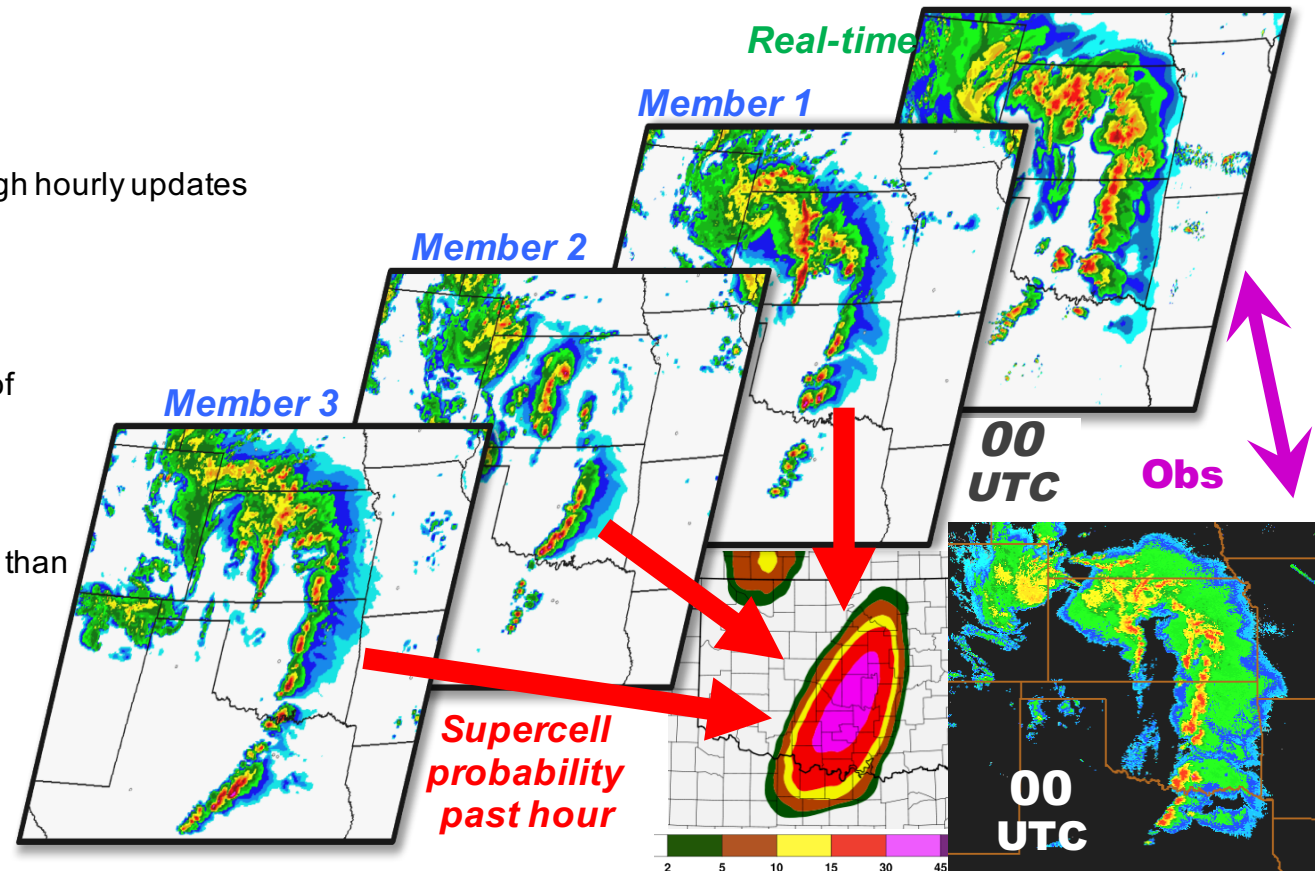 Real-time
Member 1
gh hourly updates
Member 2
of
Member 3
than
00
UTC
Obs
Supercell
probability
past hour
00
UTC
2 5 10 15 30 45